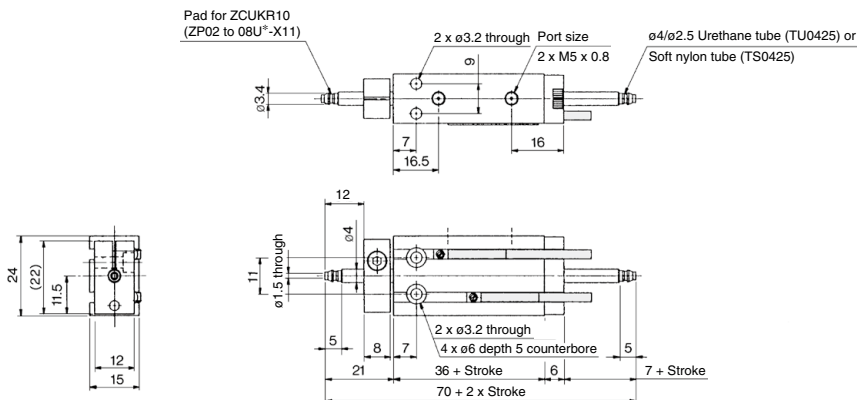 Pad for ZCUKR10
(ZP02 to 08U*-X11)
2 x ø3.2 through
Port size
2 x M5 x 0.8
ø4/ø2.5 Urethane tube (TU0425) or
Soft nylon tube (TS0425)
9
ø3.4
7
16
16.5
12
ø4
24
(22)
11.5
11
ø1.5 through
2 x ø3.2 through
4 x ø6 depth 5 counterbore
5
8
7
5
12
15
21
36 + Stroke
6
7 + Stroke
70 + 2 x Stroke